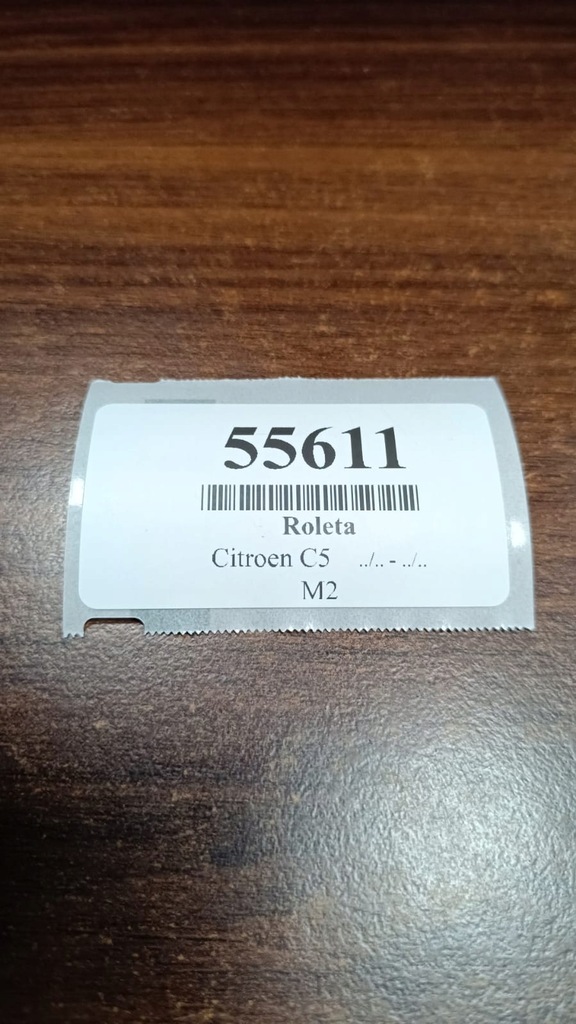 55611
Roleta
Citroen C5 ../.. - ../..
M2